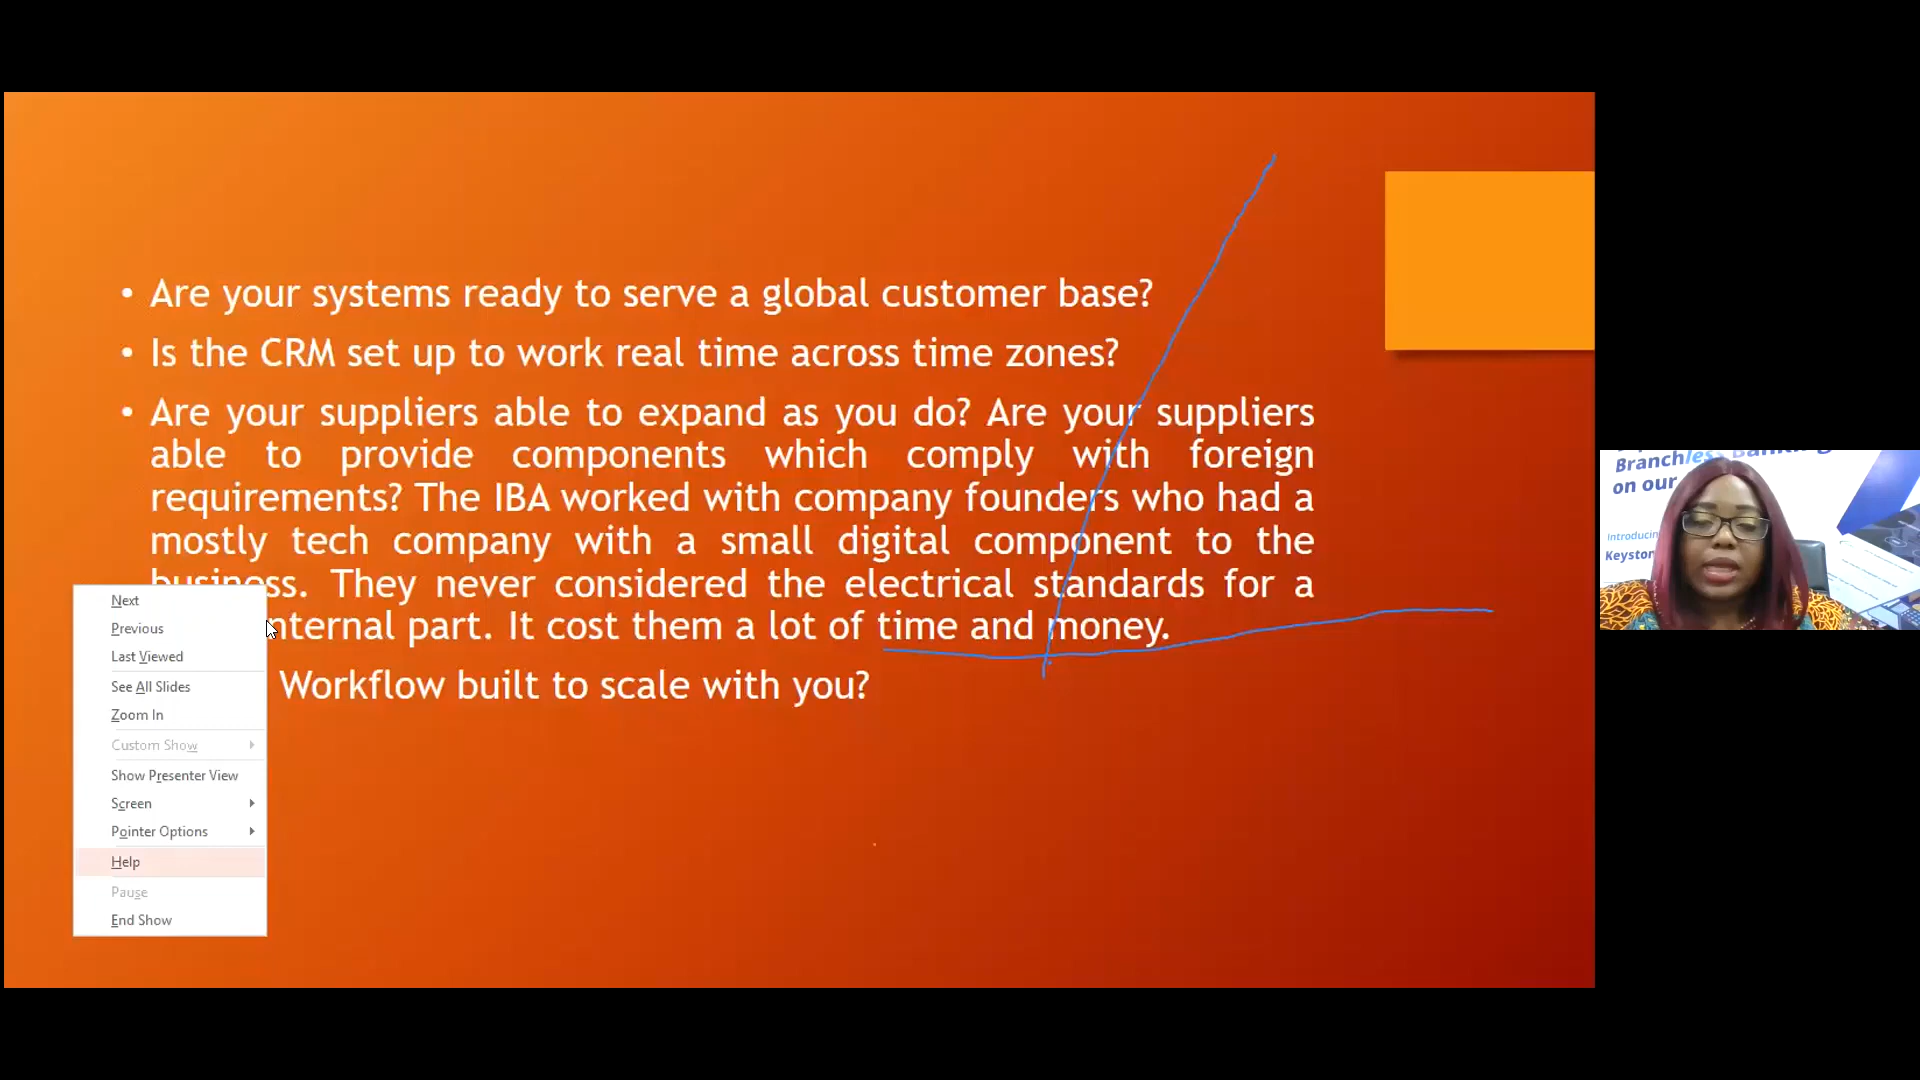 • Are your systems ready to serve a global customer base?
• Is the CRM set up to work real time across time zones?
• Are your suppliers able to expand as you do? Are your suppliers
able to provide components which comply with foreign
requirements? The IBA worked with company founders who had a
mostly tech company with a small digital component to the
business. They never considered the electrical standards for a
internal part. It cost them a lot of time and money.
Workflow built to scale with you?
Next
Previous
Last Viewed
See All Slides
Zoom In
Custom Show
Show Presenter View
Screen
Pointer Options
Help
Pause
End Show
Branchless
on our